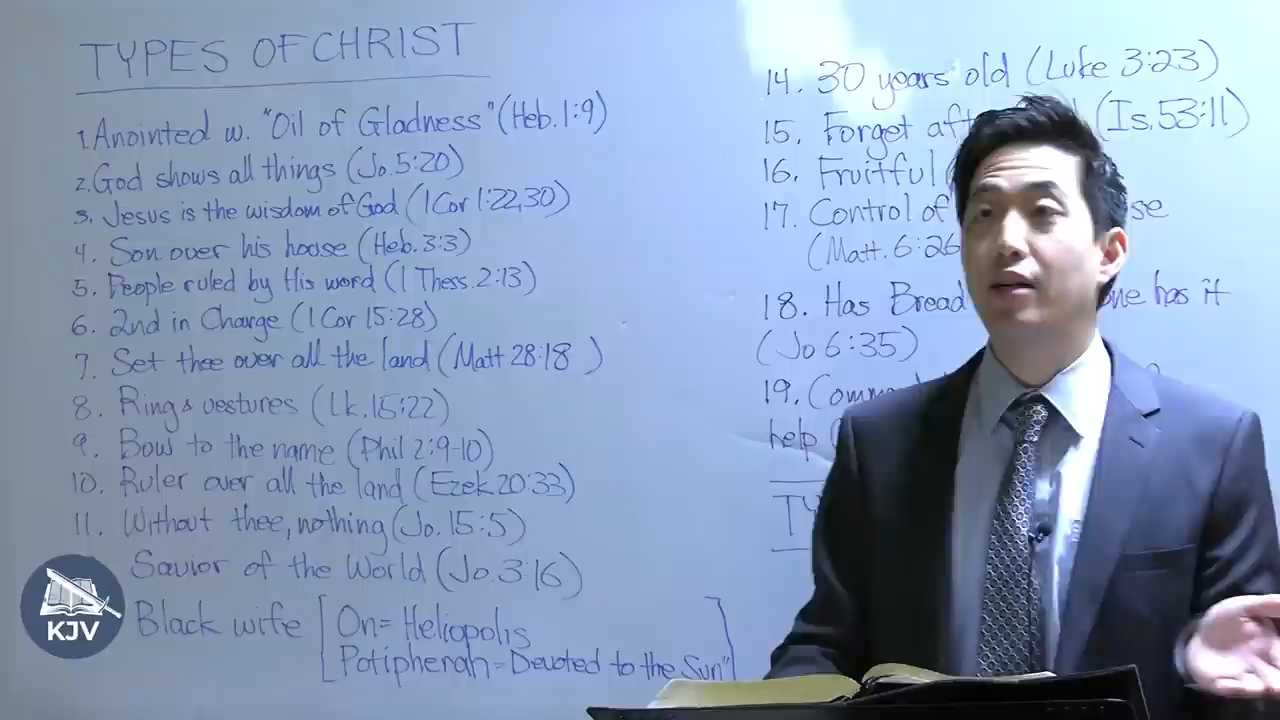 TYPES OF CHRIST
1. Anointed w. "Oil of Gladness" (Heb. 1:9)
2. God shows all things (Jo. 5:20)
3. Jesus is the wisdom of God (1 Cor 1:22,30)
4. Son over his house (Heb. 3:3)
5. People ruled by His word (1 Thess. 2:13)
6. 2nd in Charge (1 Cor 15:28)
7. Set thee over all the land (Matt 28:18 )
8. Ring & vestures (Lk. 15:22)
9. Bow to the name (Phil 2:9-10)
10. Ruler over all the land (Ezek 20:33)
11. Without thee, nothing (Jo. 15:5)
Savior of the World (Jo. 3:16)
Black wife [On = Heliopolis
Potipherah = "Devoted to the Sun"]
KJV
14. 30 years old (Luke 3:23)
15. Forget (Is. 53:11)
16. Fruitful
17. Control of
(Matt. 6:26
18. Has Bread has it
(Jo 6:35)
19.
help